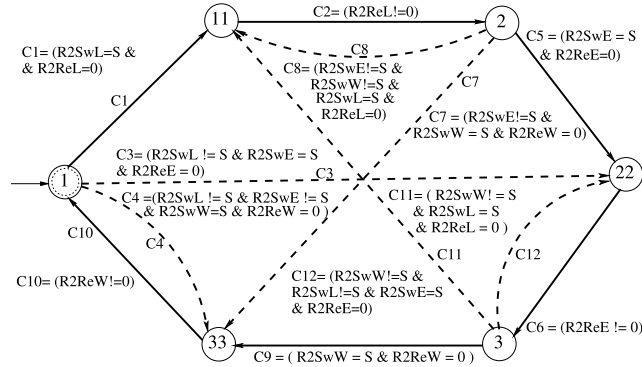 11
C2= (R2ReL!=0)
2
C1= (R2SwL=S &
& R2ReL=0)
C5= (R2SwE = S
& R2ReE=0)
C8
C8= (R2SwE!=S &
R2SwW!=S &
R2SwL=S &
R2ReL=0)
C7
C1
C7 = (R2SwE!=S &
R2SwW = S & R2ReW = 0)
C3= (R2SwL != S & R2SwE = S
& R2ReE = 0)
C3
1
22
C4 =(R2SwL != S & R2SwE != S
& R2SwW=S & R2ReW = 0 )
C11= ( R2SwW! = S
& R2SwL = S
& R2ReL = 0 )
C10
C4
C11
C12
C10= (R2ReW!=0)
C12= (R2SwW!=S &
R2SwL!=S & R2SwE=S
& R2ReE=0)
33
3
C6 = (R2ReE != 0)
C9 = ( R2SwW = S & R2ReW = 0 )